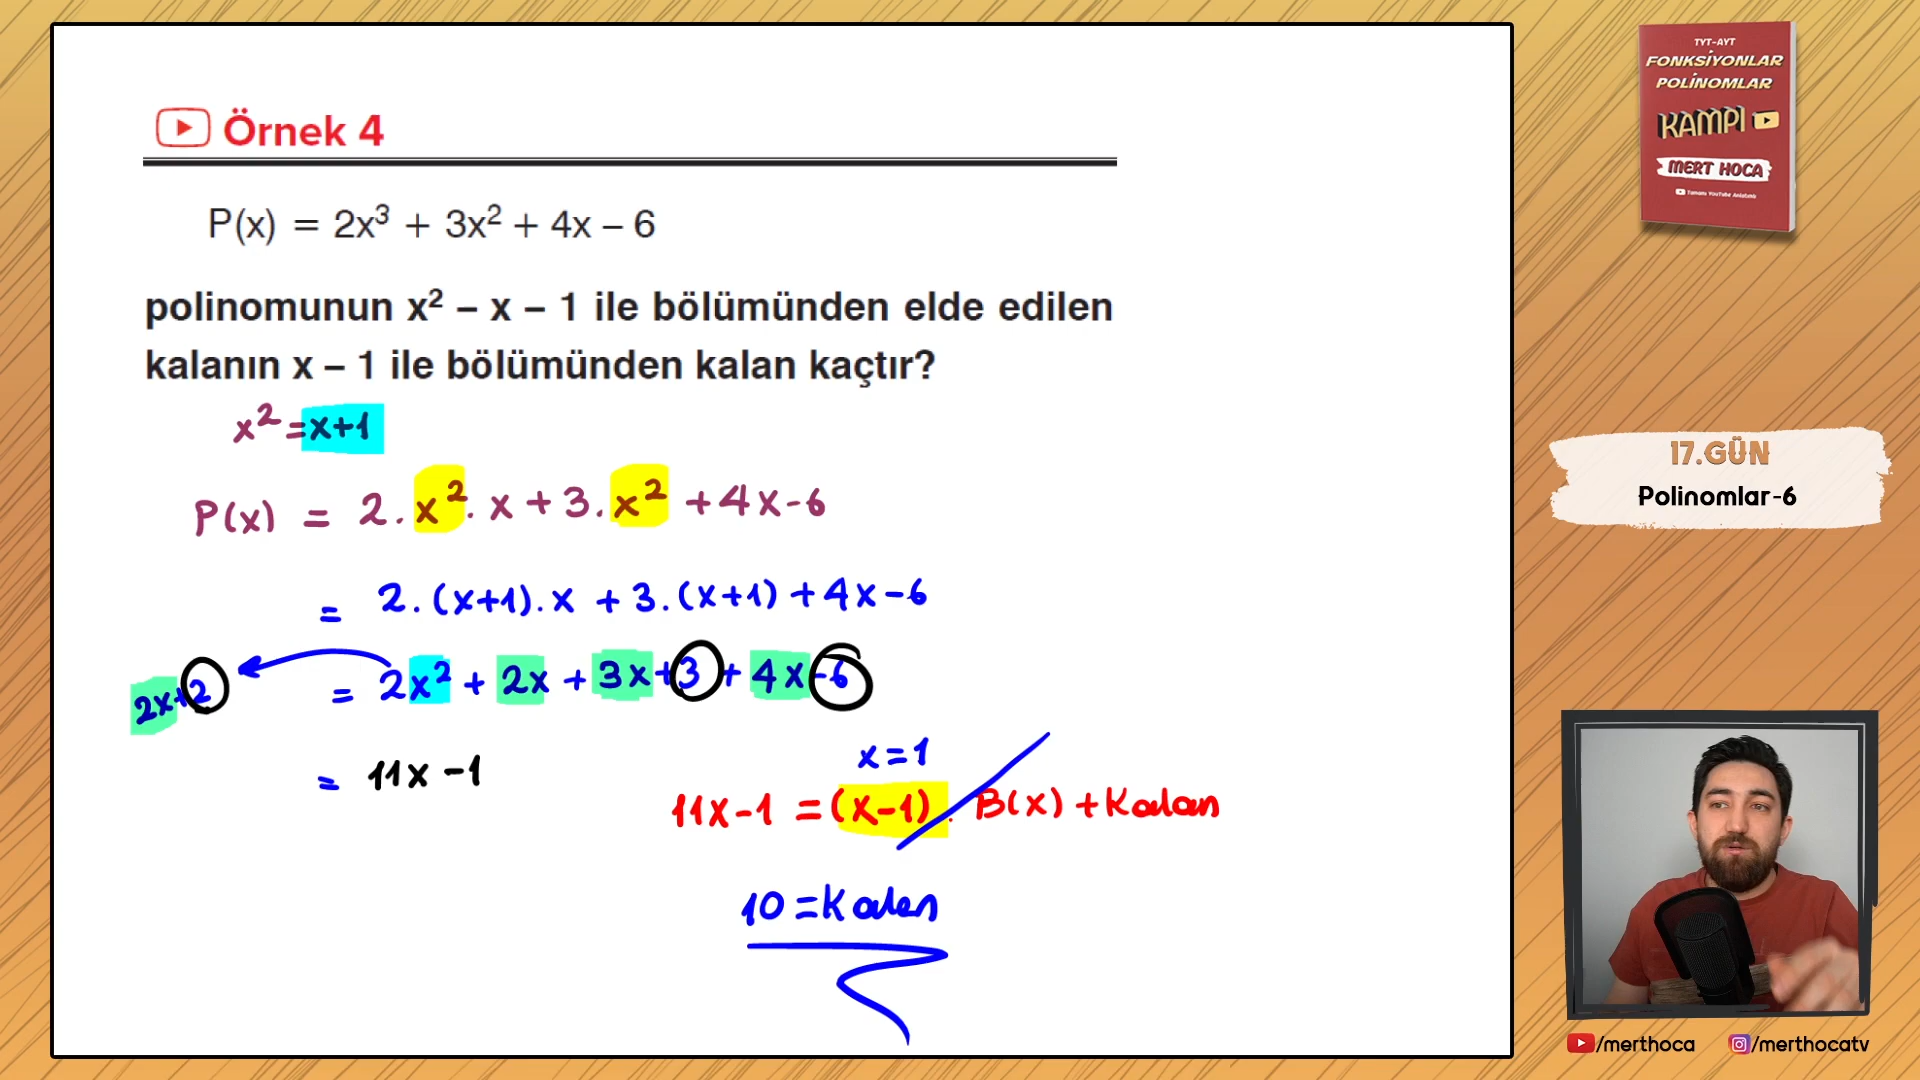 Örnek 4
P(x) = 2x³ + 3x² + 4x – 6
polinomunun x² – x – 1 ile bölümünden elde edilen
kalanın x – 1 ile bölümünden kalan kaçtır?
x² = x+1
P(x) = 2. x². x + 3. x² + 4x - 6
= 2. (x+1). x + 3. (x+1) + 4x - 6
2x+2
= 2x² + 2x + 3x + 3 + 4x - 6
= 11x - 1
x = 1
11x - 1 = (x-1). B(x) + Kalan
10 = Kalan
TYT-AYT
FONKSİYONLAR
POLİNOMLAR
KAMPI
MERT HOCA
Tamamı YouTube Anlatımlı
17.GÜN
Polinomlar-6
/merthoca
/merthocatv